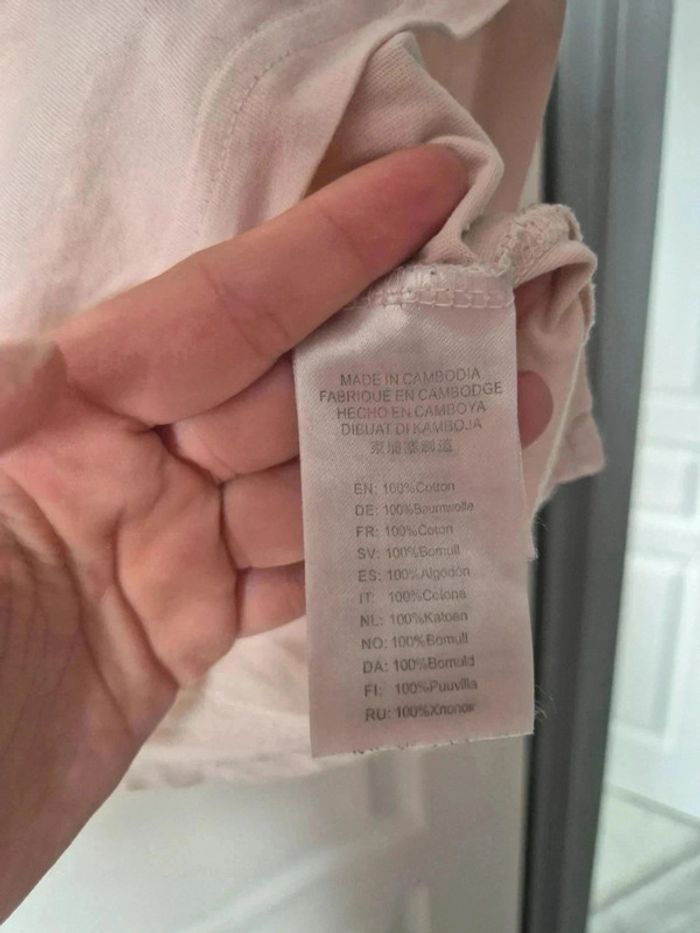 MADE IN CAMBODIA
FABRIQUÉ EN CAMBODGE
HECHO EN CAMBOYA
DIBUAT DI KAMBOJA
柬埔寨制造
EN: 100%Cotton
DE: 100%Baumwolle
FR: 100%Coton
SV: 100%Bomull
ES: 100%Algodón
IT: 100%Cotone
NL: 100%Katoen
NO: 100%Bomull
DA: 100%Bomuld
FI: 100%Puuvilla
RU: 100%Хлопок